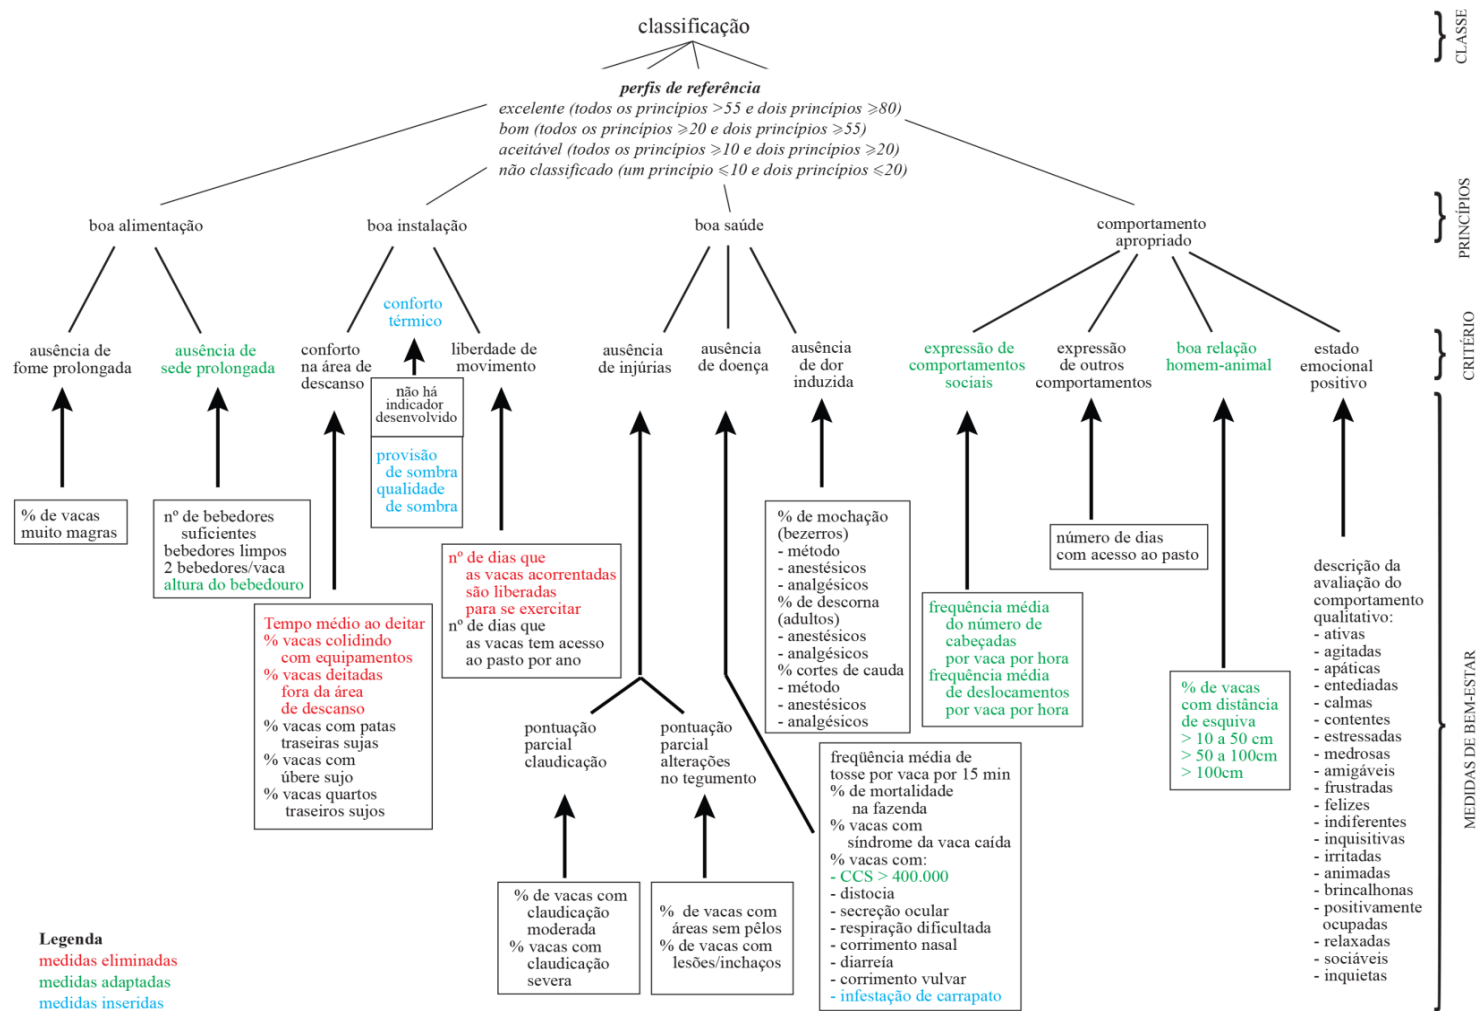 classificação
CLASSE
perfis de referência
excelente (todos os princípios >55 e dois princípios ⩾80)
bom (todos os princípios ⩾20 e dois princípios ⩾55)
aceitável (todos os princípios ⩾10 e dois princípios ⩾20)
não classificado (um princípio ⩽10 e dois princípios ⩽20)
PRINCÍPIOS
boa alimentação
boa instalação
boa saúde
comportamento
apropriado
CRITÉRIO
ausência de
fome prolongada
ausência de
sede prolongada
conforto
na área de
descanso
conforto
térmico
liberdade de
movimento
ausência
de injúrias
ausência
de doença
ausência
de dor
induzida
expressão de
comportamentos
sociais
expressão
de outros
comportamentos
boa relação
homem-animal
estado
emocional
positivo
MEDIDAS DE BEM-ESTAR
% de vacas
muito magras
nº de bebedores
suficientes
bebedores limpos
2 bebedores/vaca
altura do bebedouro
Tempo médio ao deitar
% vacas colidindo
com equipamentos
% vacas deitadas
fora da área
de descanso
% vacas com patas
traseiras sujas
% vacas com
úbere sujo
% vacas quartos
traseiros sujos
não há
indicador
desenvolvido
provisão
de sombra
qualidade
de sombra
nº de dias que
as vacas acorrentadas
são liberadas
para se exercitar
nº de dias que
as vacas tem acesso
ao pasto por ano
pontuação
parcial
claudicação
pontuação
parcial
alterações
no tegumento
% de vacas com
claudicação
moderada
% vacas com
claudicação
severa
% de vacas com
áreas sem pêlos
% de vacas com
lesões/inchaços
freqüência média de
tosse por vaca por 15 min
% de mortalidade
na fazenda
% vacas com
síndrome da vaca caída
% vacas com:
- CCS > 400.000
- distocia
- secreção ocular
- respiração dificultada
- corrimento nasal
- diarreía
- corrimento vulvar
- infestação de carrapato
% de mochação
(bezerros)
- método
- anestésicos
- analgésicos
% de descorna
(adultos)
- anestésicos
- analgésicos
% cortes de cauda
- método
- anestésicos
- analgésicos
frequência média
do número de
cabeçadas
por vaca por hora
frequência média
de deslocamentos
por vaca por hora
número de dias
com acesso ao pasto
% de vacas
com distância
de esquiva
> 10 a 50 cm
> 50 a 100cm
> 100cm
descrição da
avaliação do
comportamento
qualitativo:
- ativas
- agitadas
- apáticas
- entediadas
- calmas
- contentes
- estressadas
- medrosas
- amigáveis
- frustradas
- felizes
- indiferentes
- inquisitivas
- irritadas
- animadas
- brincalhonas
- positivamente
ocupadas
- relaxadas
- sociáveis
- inquietas
Legenda
medidas eliminadas
medidas adaptadas
medidas inseridas